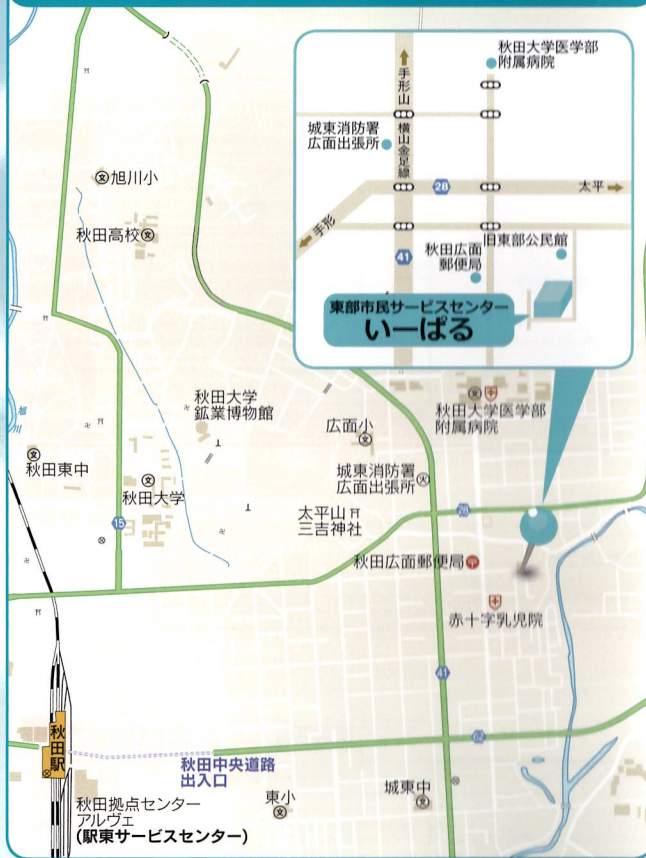 秋田大学医学部
附属病院
手形山
横山金足線
城東消防署
広面出張所
28
太平
手形
41
旧東部公民館
秋田広面
郵便局
東部市民サービスセンター
いーぱる
旭川小
秋田高校
秋田大学
鉱業博物館
広面小
秋田大学医学部
附属病院
秋田東中
秋田大学
城東消防署
広面出張所
太平山
三吉神社
15
28
秋田広面郵便局
赤十字乳児院
41
62
秋田駅
秋田中央道路
出入口
秋田拠点センター
アルヴェ
(駅東サービスセンター)
東小
城東中